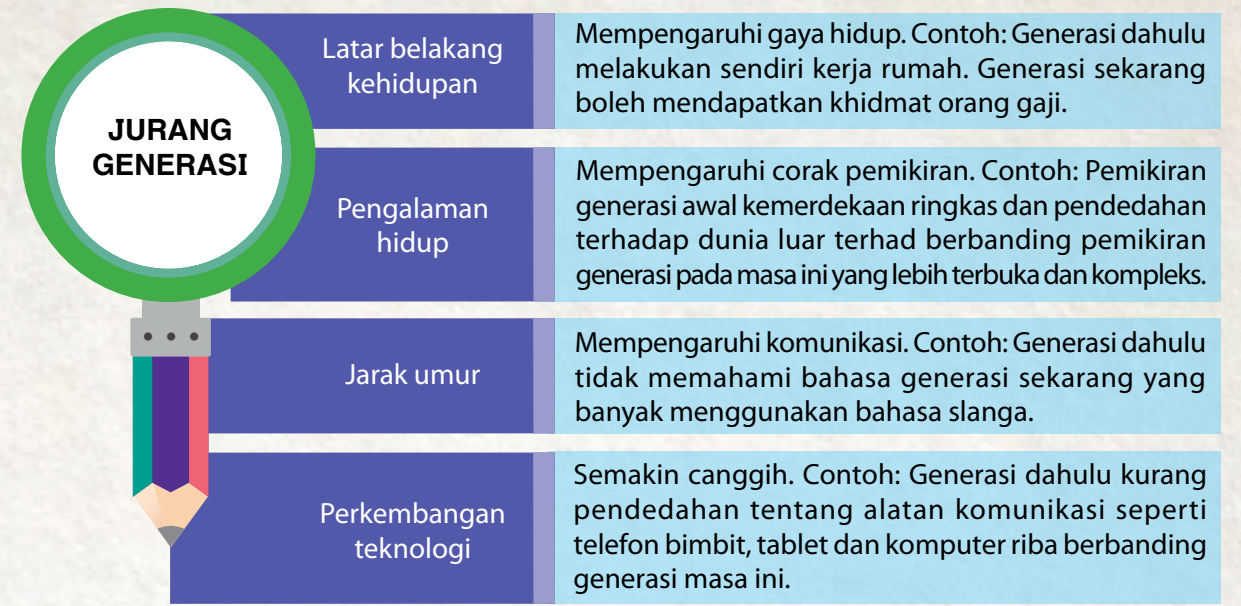 JURANG
GENERASI
Latar belakang
kehidupan
Mempengaruhi gaya hidup. Contoh: Generasi dahulu
melakukan sendiri kerja rumah. Generasi sekarang
boleh mendapatkan khidmat orang gaji.
Pengalaman
hidup
Mempengaruhi corak pemikiran. Contoh: Pemikiran
generasi awal kemerdekaan ringkas dan pendedahan
terhadap dunia luar terhad berbanding pemikiran
generasi pada masa ini yang lebih terbuka dan kompleks.
Jarak umur
Mempengaruhi komunikasi. Contoh: Generasi dahulu
tidak memahami bahasa generasi sekarang yang
banyak menggunakan bahasa slanga.
Perkembangan
teknologi
Semakin canggih. Contoh: Generasi dahulu kurang
pendedahan tentang alatan komunikasi seperti
telefon bimbit, tablet dan komputer riba berbanding
generasi masa ini.